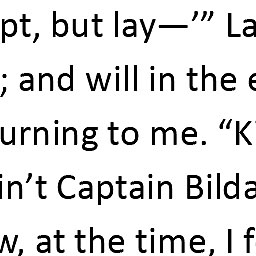 pt, but lay—’” La
; and will in the e
urning to me. “K
in’t Captain Bilda
w, at the time, I f